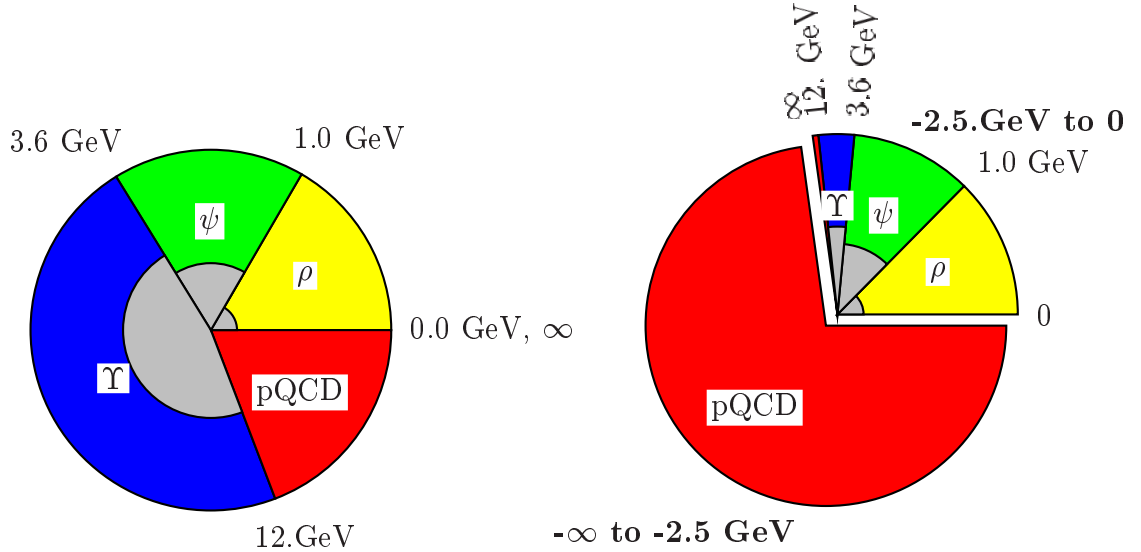 3.6 GeV
1.0 GeV
ψ
ρ
0.0 GeV, ∞
Υ
pQCD
12.GeV
∞
12. GeV
3.6 GeV
-2.5.GeV to 0
1.0 GeV
Υ
ψ
ρ
0
pQCD
-∞ to -2.5 GeV